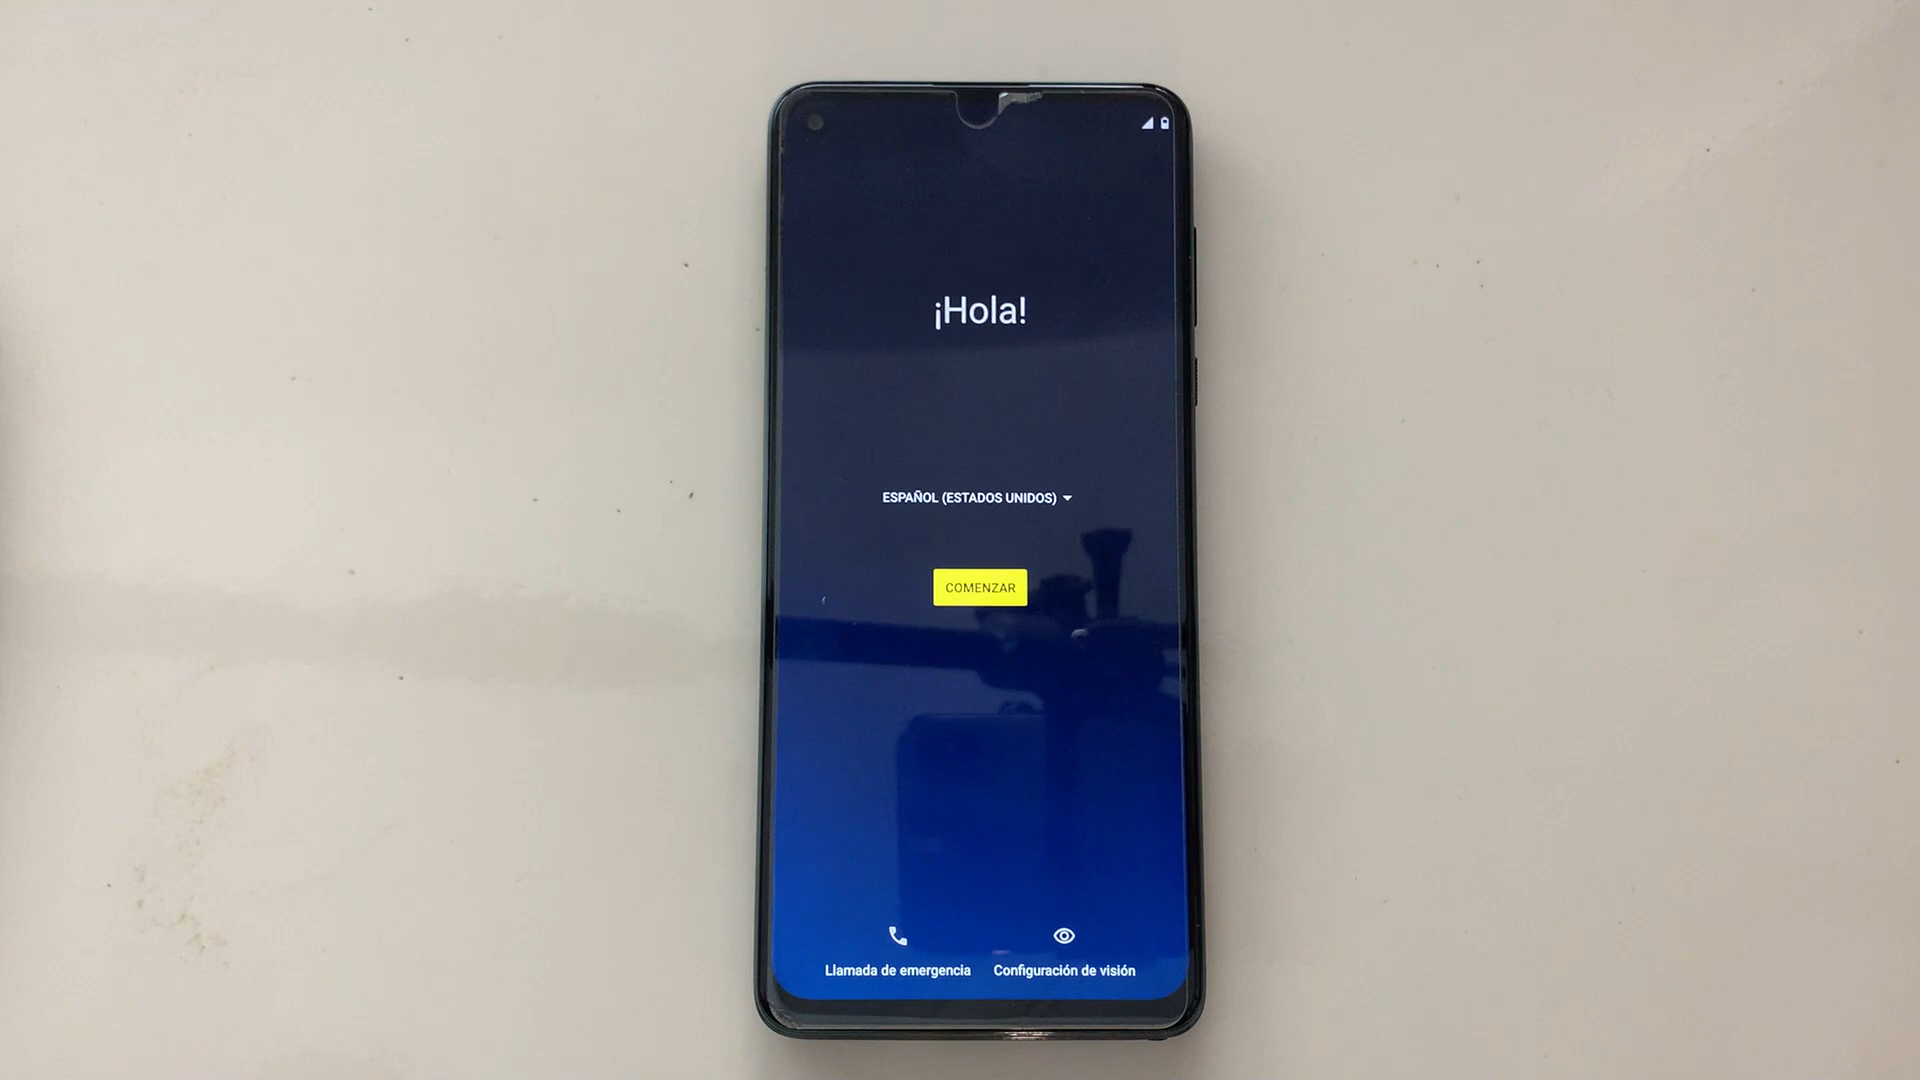 ¡Hola!
ESPAÑOL (ESTADOS UNIDOS)
COMENZAR
Llamada de emergencia
Configuración de visión